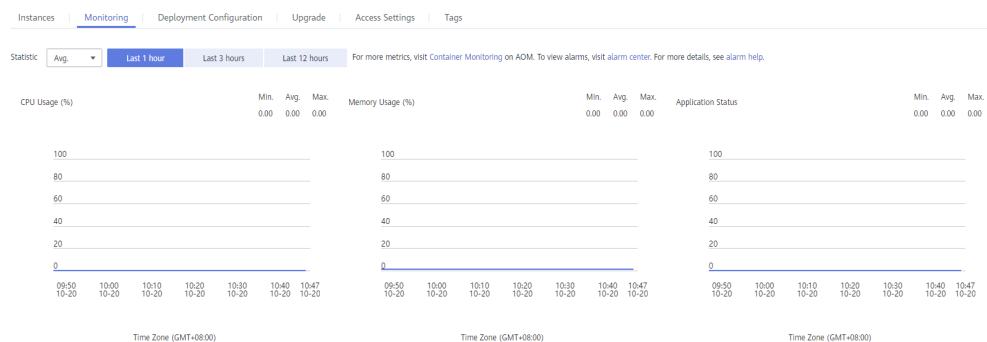 Instances Monitoring Deployment Configuration Upgrade Access Settings Tags
Statistic Avg. Last 1 hour Last 3 hours Last 12 hours For more metrics, visit Container Monitoring on AOM. To view alarms, visit alarm center. For more details, see alarm help.
CPU Usage (%) Min. Avg. Max.
0.00 0.00 0.00
100
80
60
40
20
0
09:50 10:00 10:10 10:20 10:30 10:40 10:47
10-20 10-20 10-20 10-20 10-20 10-20 10-20
Time Zone (GMT+08:00)
Memory Usage (%) Min. Avg. Max.
0.00 0.00 0.00
100
80
60
40
20
0
09:50 10:00 10:10 10:20 10:30 10:40 10:47
10-20 10-20 10-20 10-20 10-20 10-20 10-20
Time Zone (GMT+08:00)
Application Status Min. Avg. Max.
0.00 0.00 0.00
100
80
60
40
20
0
09:50 10:00 10:10 10:20 10:30 10:40 10:47
10-20 10-20 10-20 10-20 10-20 10-20 10-20
Time Zone (GMT+08:00)